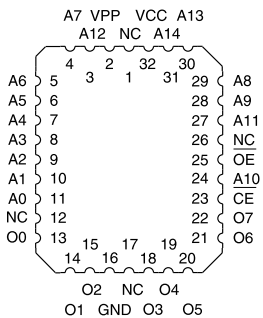 A7 VPP VCC A13
A12 NC A14
4 2 32 30
3 1 31
A6 5 29 A8
A5 6 28 A9
A4 7 27 A11
A3 8 26 NC
A2 9 25 OE
A1 10 24 A10
A0 11 23 CE
NC 12 22 O7
O0 13 21 O6
15 17 19
14 16 18 20
O2 NC O4
O1 GND O3 O5